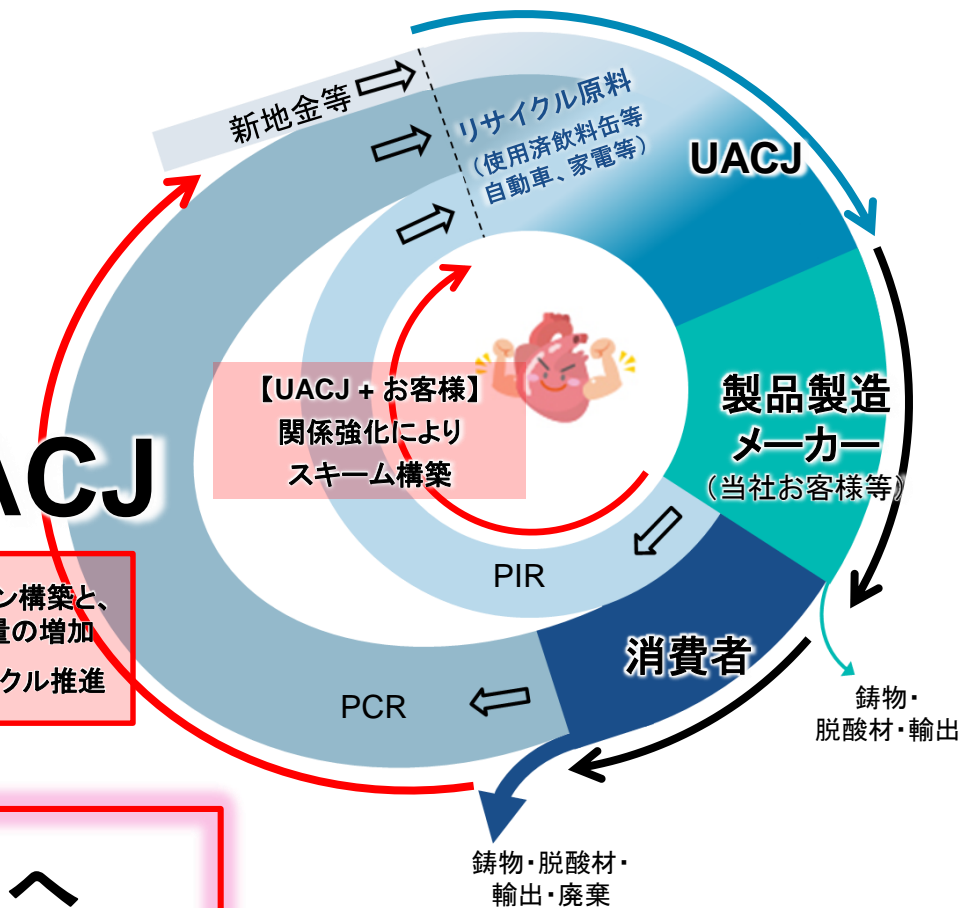 新地金等
リサイクル原料
（使用済飲料缶等
自動車、家電等）
UACJ
【UACJ + お客様】
関係強化により
スキーム構築
製品製造
メーカー
（当社お客様等）
ACJ
ン構築と、
量の増加
クル推進
PIR
消費者
PCR
鋳物・
脱酸材・輸出
鋳物・脱酸材・
輸出・廃棄
へ